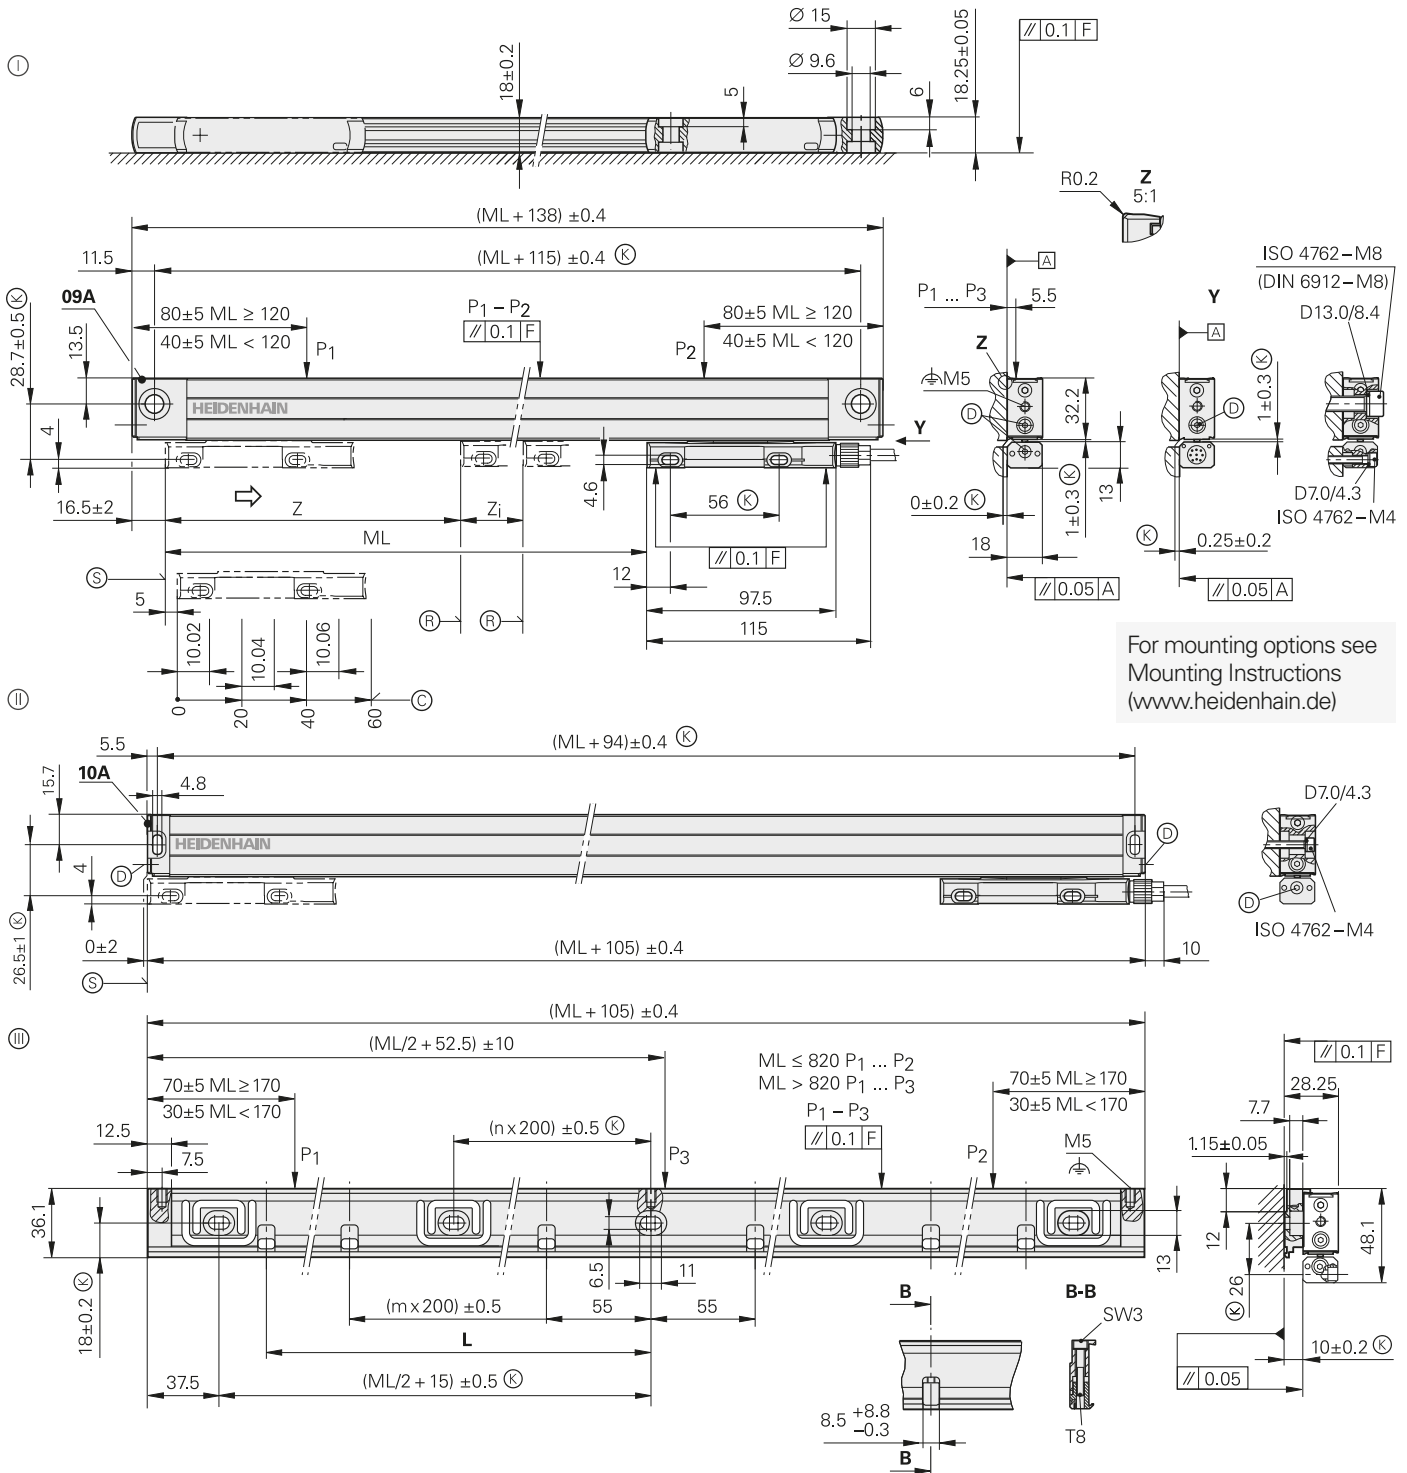 Ⓘ
Ø 15
Ø 9.6
18±0.2
5
6
18.25±0.05
// 0.1 F
R0.2
Z
5:1
(ML + 138) ±0.4
11.5
(ML + 115) ±0.4 Ⓚ
09A
80±5 ML ≥ 120
40±5 ML < 120
P1
P1 – P2
// 0.1 F
80±5 ML ≥ 120
40±5 ML < 120
P2
28.7±0.5 Ⓚ
13.5
4
HEIDENHAIN
Y
4.6
16.5±2
Z
Zi
56 Ⓚ
ML
// 0.1 F
Ⓢ
5
12
97.5
115
Ⓡ
Ⓡ
10.02
10.04
10.06
0
20
40
60
Ⓒ
A
P1 ... P3
5.5
Z
M5
Ⓓ
32.2
0±0.2 Ⓚ
1±0.3 Ⓚ
13
18
// 0.05 A
Y
A
1±0.3 Ⓚ
Ⓓ
Ⓚ
0.25±0.2
// 0.05 A
ISO 4762–M8
(DIN 6912–M8)
D13.0/8.4
D7.0/4.3
ISO 4762–M4
For mounting options see
Mounting Instructions
(www.heidenhain.de)
Ⅱ
5.5
(ML + 94)±0.4 Ⓚ
10A
15.7
4.8
HEIDENHAIN
Ⓓ
Ⓓ
4
26.5±1 Ⓚ
0±2
(ML + 105) ±0.4
10
Ⓢ
D7.0/4.3
Ⓓ
ISO 4762–M4
Ⅲ
(ML + 105) ±0.4
(ML/2 + 52.5) ±10
ML ≤ 820 P1 ... P2
ML > 820 P1 ... P3
70±5 ML ≥ 170
30±5 ML < 170
P1 – P3
// 0.1 F
70±5 ML ≥ 170
30±5 ML < 170
12.5
7.5
P1
(n x 200) ±0.5 Ⓚ
P3
P2
M5
36.1
18±0.2 Ⓚ
6.5
11
13
(m x 200) ±0.5
55
55
L
37.5
(ML/2 + 15) ±0.5 Ⓚ
B
B-B
SW3
8.5 +8.8 –0.3
B
T8
// 0.1 F
28.25
7.7
1.15±0.05
12
48.1
Ⓚ 26
10±0.2 Ⓚ
// 0.05